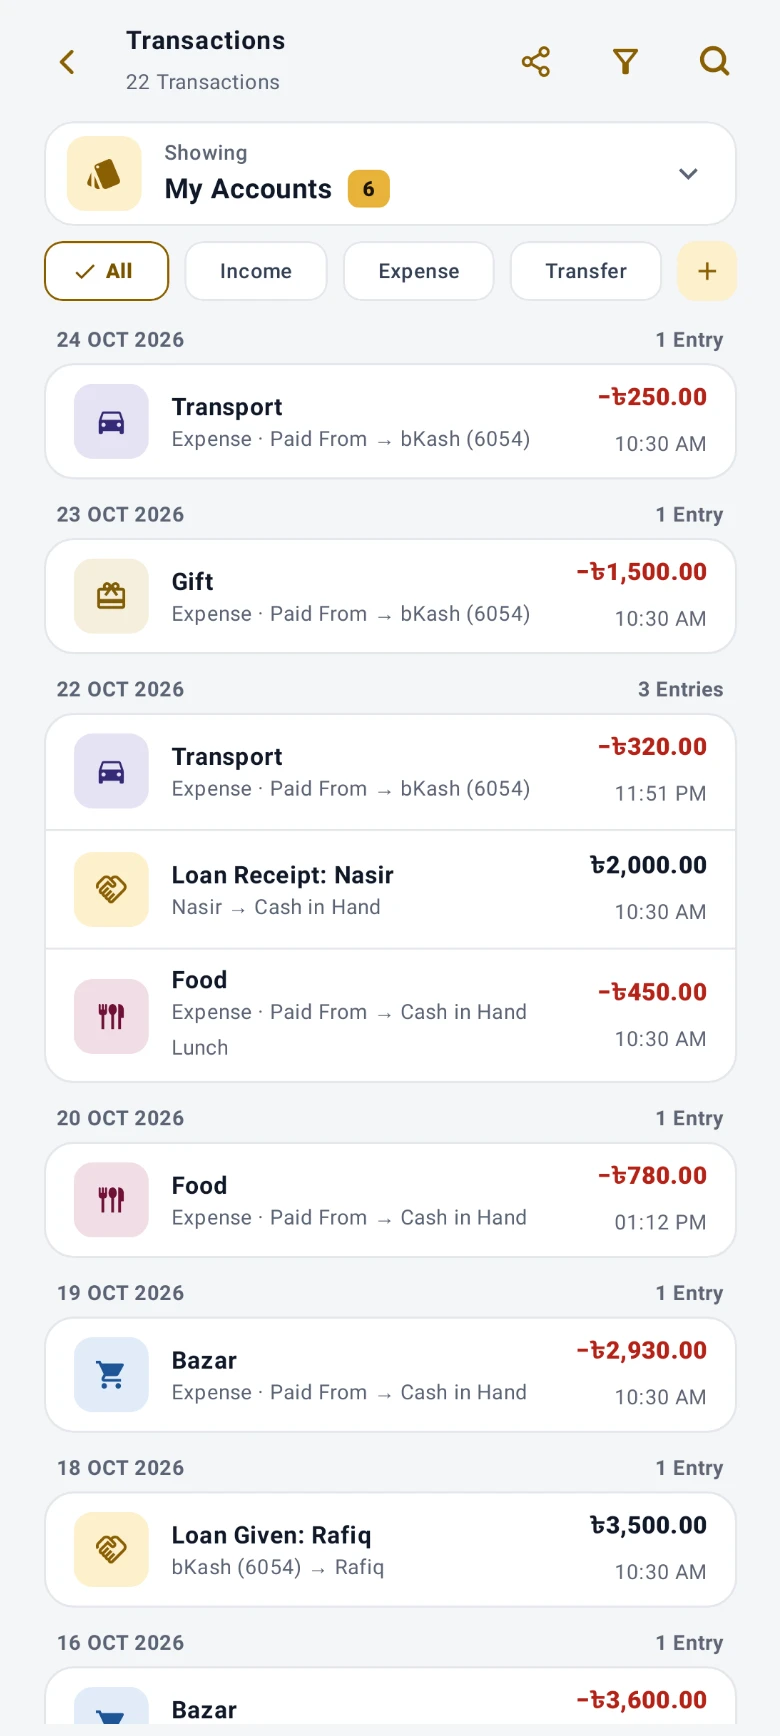 Transactions
22 Transactions
Showing
My Accounts 6
All Income Expense Transfer +
24 OCT 2026 1 Entry
Transport −৳250.00
Expense · Paid From → bKash (6054) 10:30 AM
23 OCT 2026 1 Entry
Gift −৳1,500.00
Expense · Paid From → bKash (6054) 10:30 AM
22 OCT 2026 3 Entries
Transport −৳320.00
Expense · Paid From → bKash (6054) 11:51 PM
Loan Receipt: Nasir ৳2,000.00
Nasir → Cash in Hand 10:30 AM
Food −৳450.00
Expense · Paid From → Cash in Hand 10:30 AM
Lunch
20 OCT 2026 1 Entry
Food −৳780.00
Expense · Paid From → Cash in Hand 01:12 PM
19 OCT 2026 1 Entry
Bazar −৳2,930.00
Expense · Paid From → Cash in Hand 10:30 AM
18 OCT 2026 1 Entry
Loan Given: Rafiq ৳3,500.00
bKash (6054) → Rafiq 10:30 AM
16 OCT 2026 1 Entry
Bazar −৳3,600.00